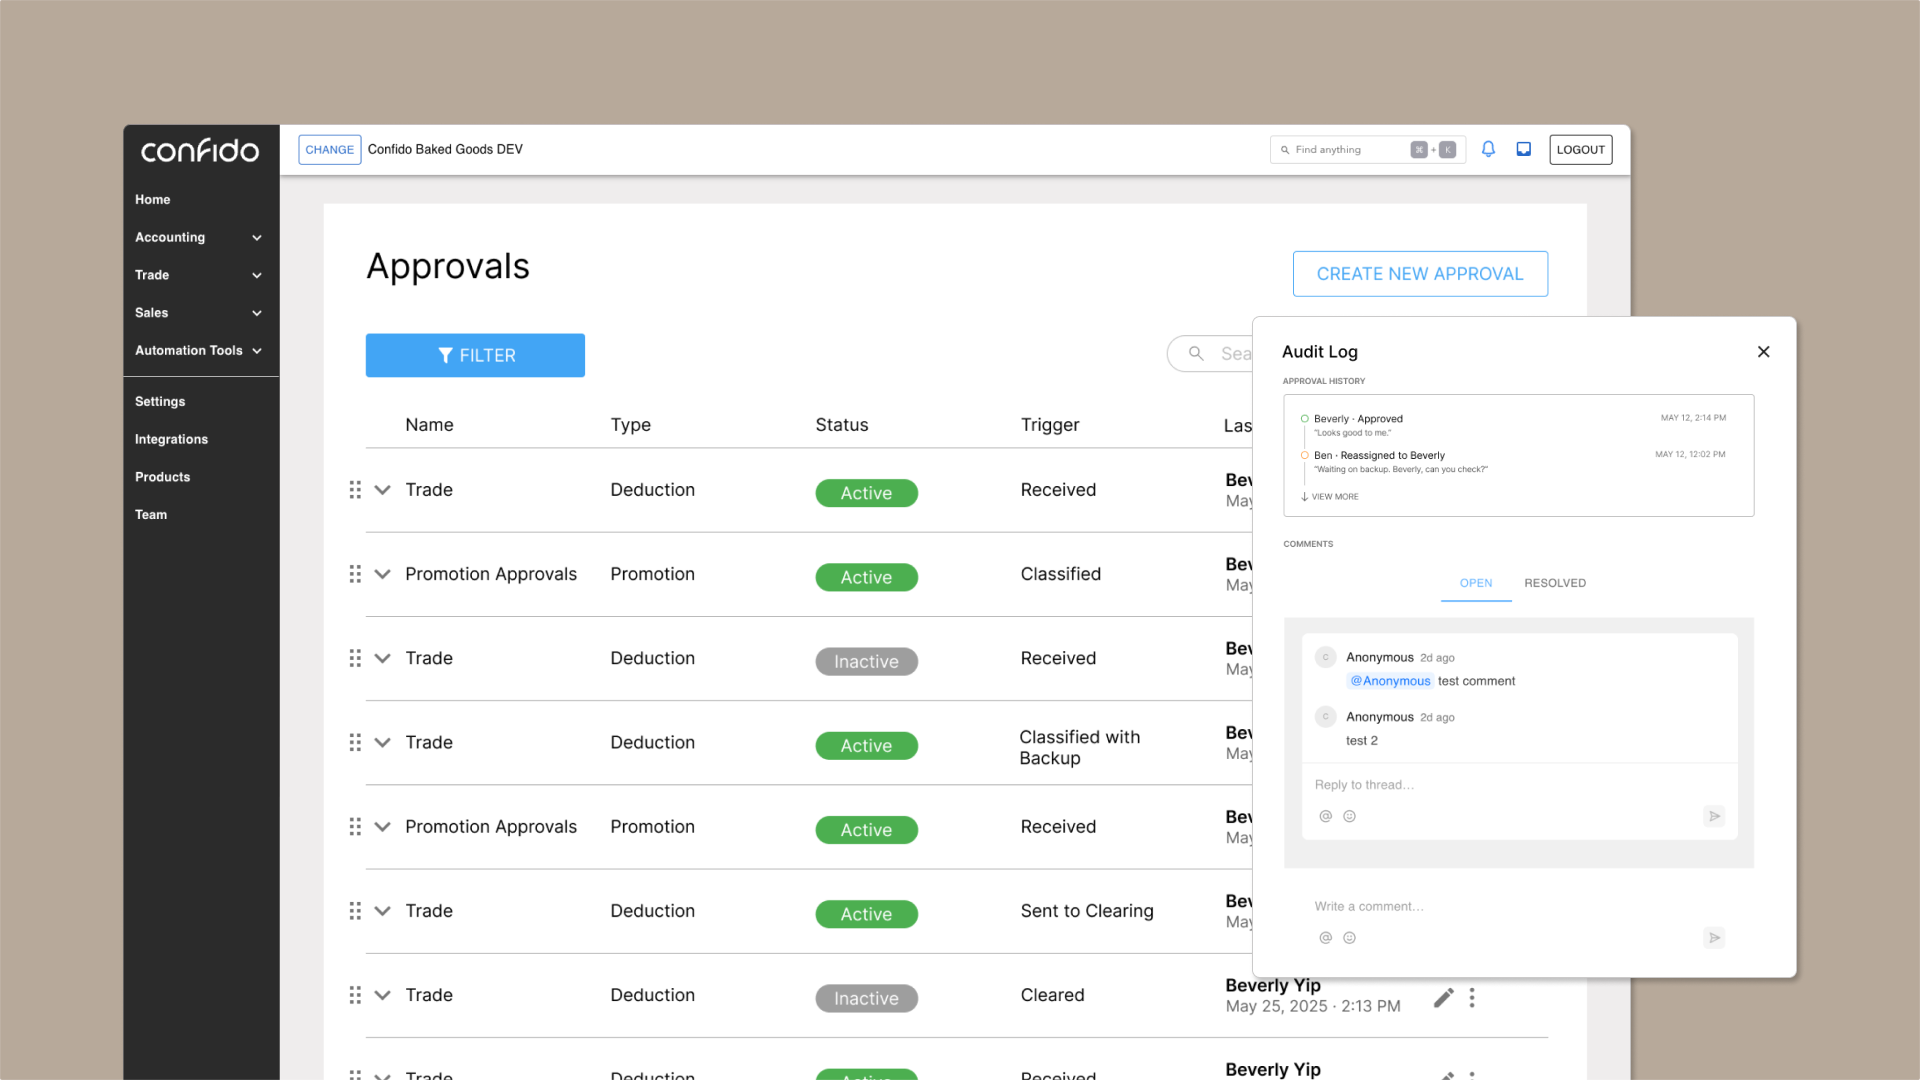 confido
CHANGE Confido Baked Goods DEV
Find anything ⌘ + K
LOGOUT
Home
Accounting
Trade
Sales
Automation Tools
Settings
Integrations
Products
Team
Approvals
CREATE NEW APPROVAL
FILTER
Sea
Name Type Status Trigger Las
Trade Deduction Active Received Bev
May
Promotion Approvals Promotion Active Classified Bev
May
Trade Deduction Inactive Received Bev
May
Trade Deduction Active Classified with Backup Bev
May
Promotion Approvals Promotion Active Received Bev
May
Trade Deduction Active Sent to Clearing Bev
May
Trade Deduction Inactive Cleared Beverly Yip
May 25, 2025 · 2:13 PM
Trade Deduction Active Received Beverly Yip
Audit Log
APPROVAL HISTORY
Beverly · Approved MAY 12, 2:14 PM
"Looks good to me."
Ben · Reassigned to Beverly MAY 12, 12:02 PM
"Waiting on backup. Beverly, can you check?"
VIEW MORE
COMMENTS
OPEN RESOLVED
C Anonymous 2d ago
@Anonymous test comment
C Anonymous 2d ago
test 2
Reply to thread...
@
Write a comment...
@